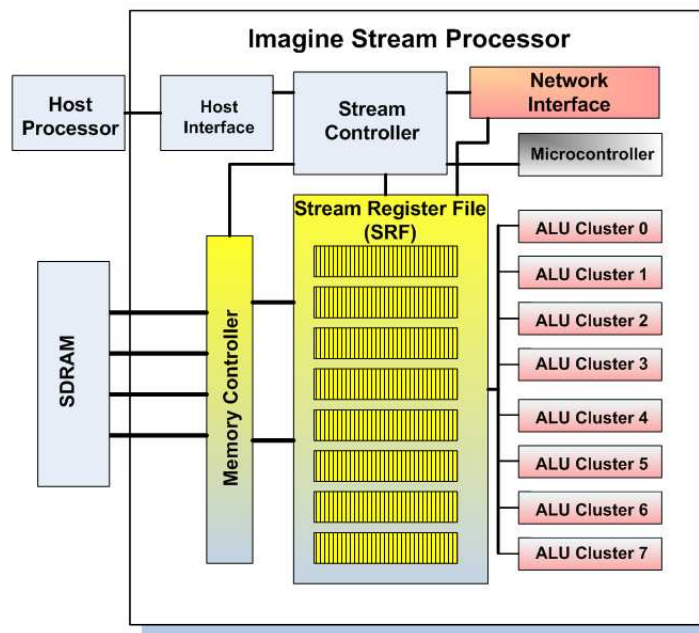 Imagine Stream Processor
Host
Processor
Host
Interface
Stream
Controller
Network
Interface
Microcontroller
Stream Register File
(SRF)
SDRAM
Memory Controller
ALU Cluster 0
ALU Cluster 1
ALU Cluster 2
ALU Cluster 3
ALU Cluster 4
ALU Cluster 5
ALU Cluster 6
ALU Cluster 7